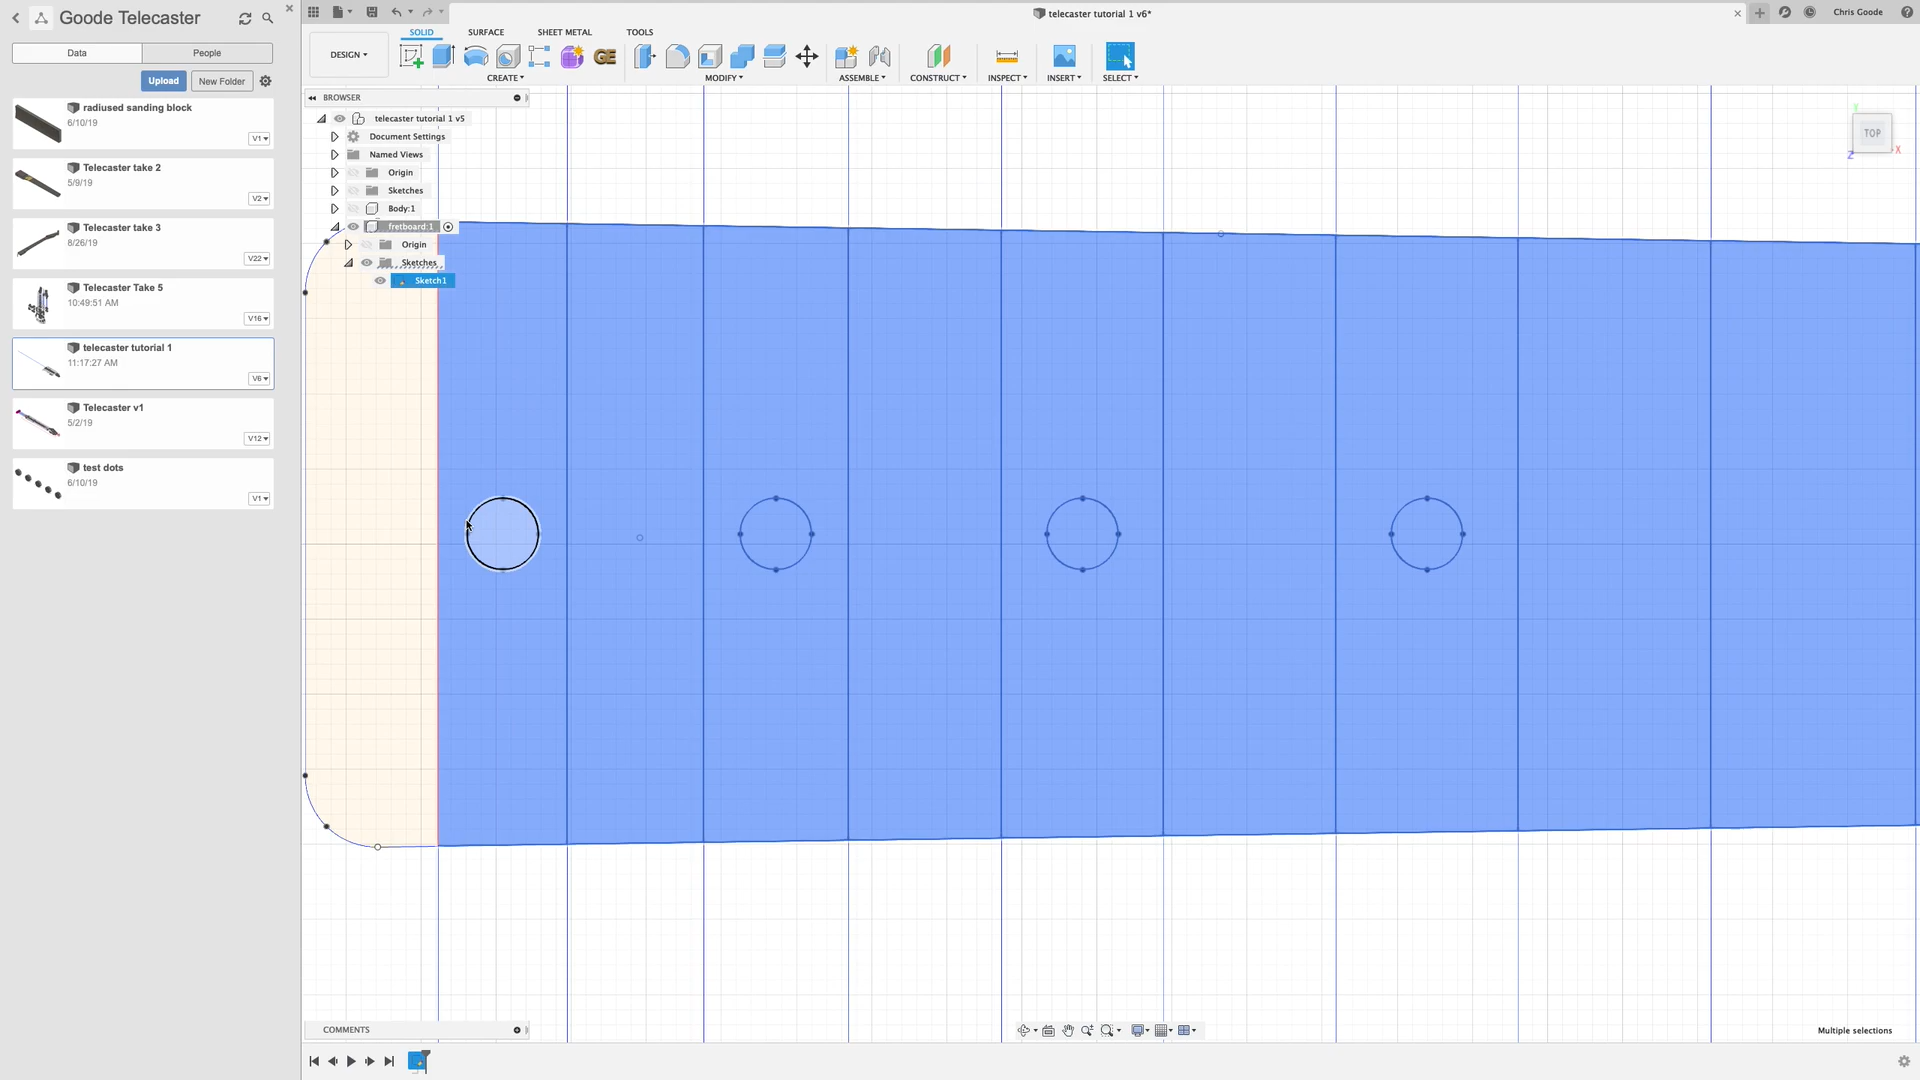 Goode Telecaster
Data
People
Upload
New Folder
radiused sanding block
6/10/19
V1
Telecaster take 2
5/9/19
V2
Telecaster take 3
8/26/19
V22
Telecaster Take 5
10:49:51 AM
V16
telecaster tutorial 1
11:17:27 AM
V6
Telecaster v1
5/2/19
V12
test dots
6/10/19
V1
telecaster tutorial 1 v6*
Chris Goode
DESIGN
SOLID
SURFACE
SHEET METAL
TOOLS
GE
CREATE
MODIFY
ASSEMBLE
CONSTRUCT
INSPECT
INSERT
SELECT
BROWSER
telecaster tutorial 1 v5
Document Settings
Named Views
Origin
Sketches
Body:1
fretboard:1
Origin
Sketches
Sketch1
Y
TOP
X
Z
COMMENTS
Multiple selections